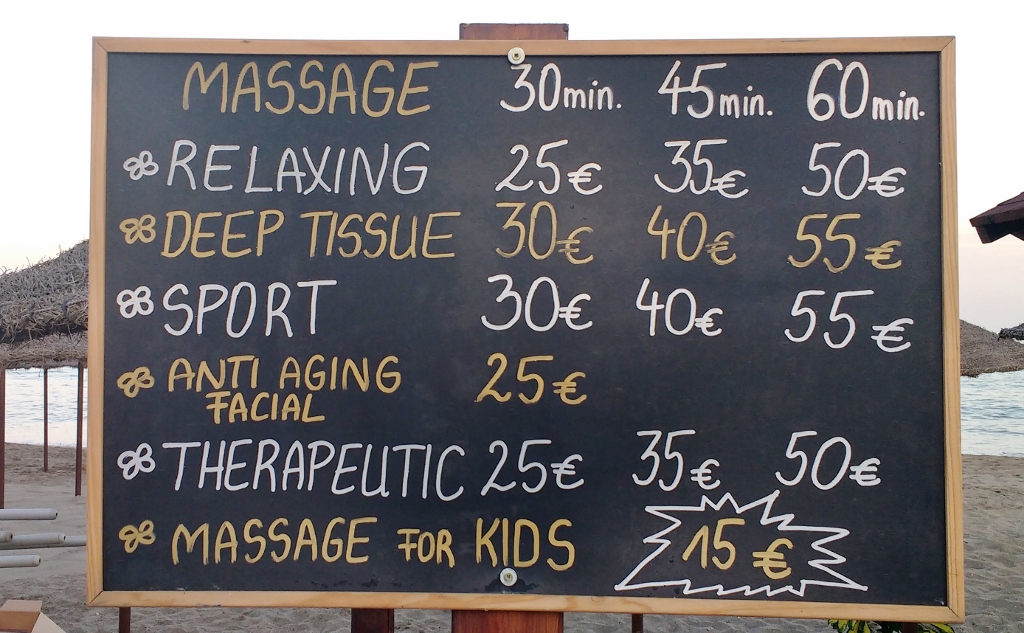 MASSAGE 30min. 45min. 60min.
RELAXING 25€ 35€ 50€
DEEP TISSUE 30€ 40€ 55€
SPORT 30€ 40€ 55€
ANTI AGING 25€
FACIAL
THERAPEUTIC 25€ 35€ 50€
MASSAGE FOR KIDS 15€